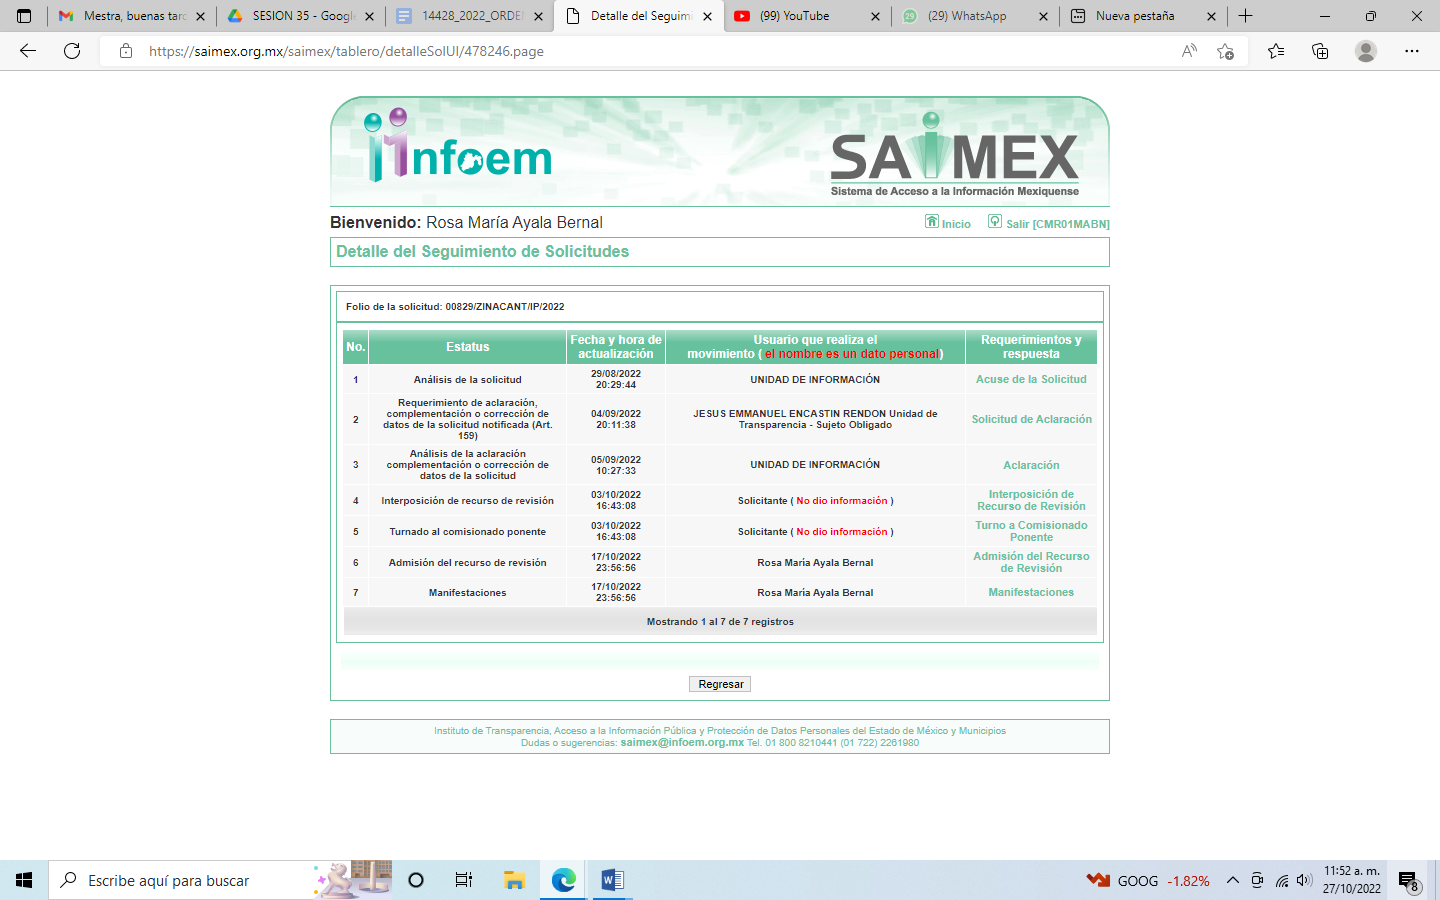 Mestra, buenas tard
SESION 35 - Google
14428_2022_ORDEN
Detalle del Seguimi
(99) YouTube
(29) WhatsApp
Nueva pestaña
https://saimex.org.mx/saimex/tablero/detalleSolUI/478246.page
infoem
SAIMEX
Sistema de Acceso a la Información Mexiquense
Bienvenido: Rosa María Ayala Bernal
Inicio
Salir [CMR01MABN]
Detalle del Seguimiento de Solicitudes
Folio de la solicitud: 00829/ZINACANT/IP/2022
No. Estatus Fecha y hora de actualización Usuario que realiza el movimiento ( el nombre es un dato personal) Requerimientos y respuesta
1 Análisis de la solicitud 29/08/2022 20:29:44 UNIDAD DE INFORMACIÓN Acuse de la Solicitud
2 Requerimiento de aclaración, complementación o corrección de datos de la solicitud notificada (Art. 159) 04/09/2022 20:11:38 JESUS EMMANUEL ENCASTIN RENDON Unidad de Transparencia - Sujeto Obligado Solicitud de Aclaración
3 Análisis de la aclaración complementación o corrección de datos de la solicitud 05/09/2022 10:27:33 UNIDAD DE INFORMACIÓN Aclaración
4 Interposición de recurso de revisión 03/10/2022 16:43:08 Solicitante ( No dio información ) Interposición de Recurso de Revisión
5 Turnado al comisionado ponente 03/10/2022 16:43:08 Solicitante ( No dio información ) Turno a Comisionado Ponente
6 Admisión del recurso de revisión 17/10/2022 23:56:56 Rosa María Ayala Bernal Admisión del Recurso de Revisión
7 Manifestaciones 17/10/2022 23:56:56 Rosa María Ayala Bernal Manifestaciones
Mostrando 1 al 7 de 7 registros
Regresar
Instituto de Transparencia, Acceso a la Información Pública y Protección de Datos Personales del Estado de México y Municipios
Dudas o sugerencias: saimex@infoem.org.mx Tel. 01 800 8210441 (01 722) 2261980
Escribe aquí para buscar
GOOG -1.82%
11:52 a. m.
27/10/2022
8